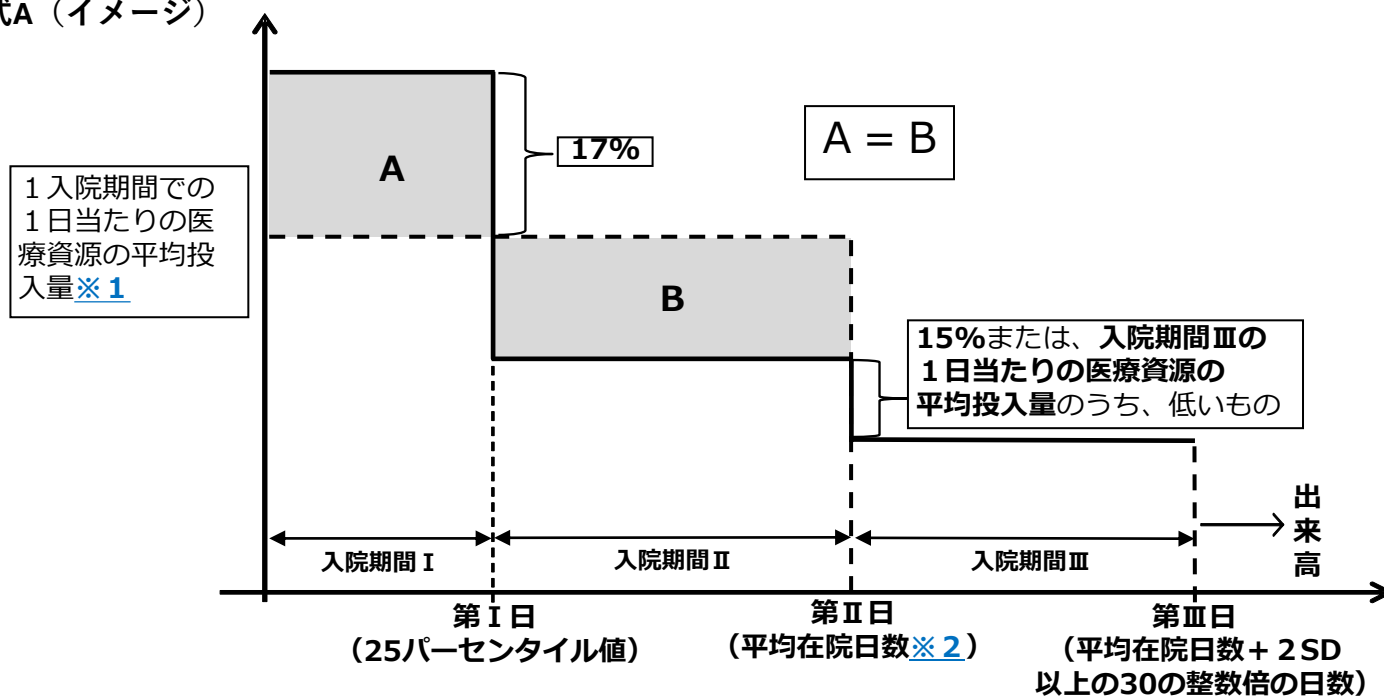 式A（イメージ）
A
17%
A = B
１入院期間での
１日当たりの医
療資源の平均投
入量※１
B
15%または、入院期間Ⅲの
１日当たりの医療資源の
平均投入量のうち、低いもの
出
来
高
入院期間Ⅰ
入院期間Ⅱ
入院期間Ⅲ
第Ⅰ日
（25パーセンタイル値）
第Ⅱ日
（平均在院日数※２）
第Ⅲ日
（平均在院日数＋２SD
以上の30の整数倍の日数）